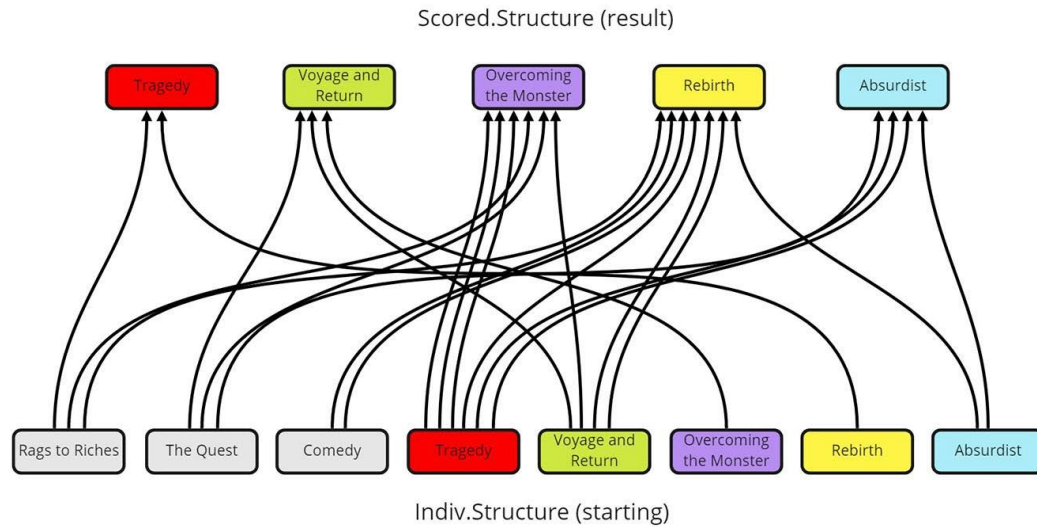 Scored.Structure (result)
Tragedy
Voyage and
Return
Overcoming
the Monster
Rebirth
Absurdist
Rags to Riches
The Quest
Comedy
Tragedy
Voyage and
Return
Overcoming
the Monster
Rebirth
Absurdist
Indiv.Structure (starting)